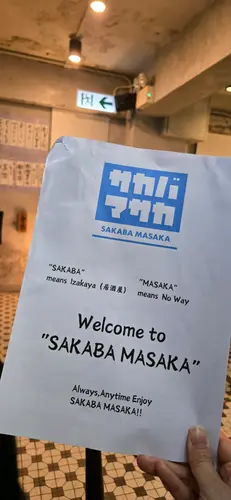 サカバ
マサカ
SAKABA MASAKA
"SAKABA"
means Izakaya (居酒屋)
"MASAKA"
means No Way
Welcome to
"SAKABA MASAKA"
Always,Anytime Enjoy
SAKABA MASAKA!!